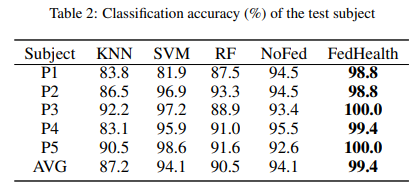 Table 2: Classification accuracy (%) of the test subject
Subject KNN SVM RF NoFed FedHealth
P1 83.8 81.9 87.5 94.5 98.8
P2 86.5 96.9 93.3 94.5 98.8
P3 92.2 97.2 88.9 93.4 100.0
P4 83.1 95.9 91.0 95.5 99.4
P5 90.5 98.6 91.6 92.6 100.0
AVG 87.2 94.1 90.5 94.1 99.4